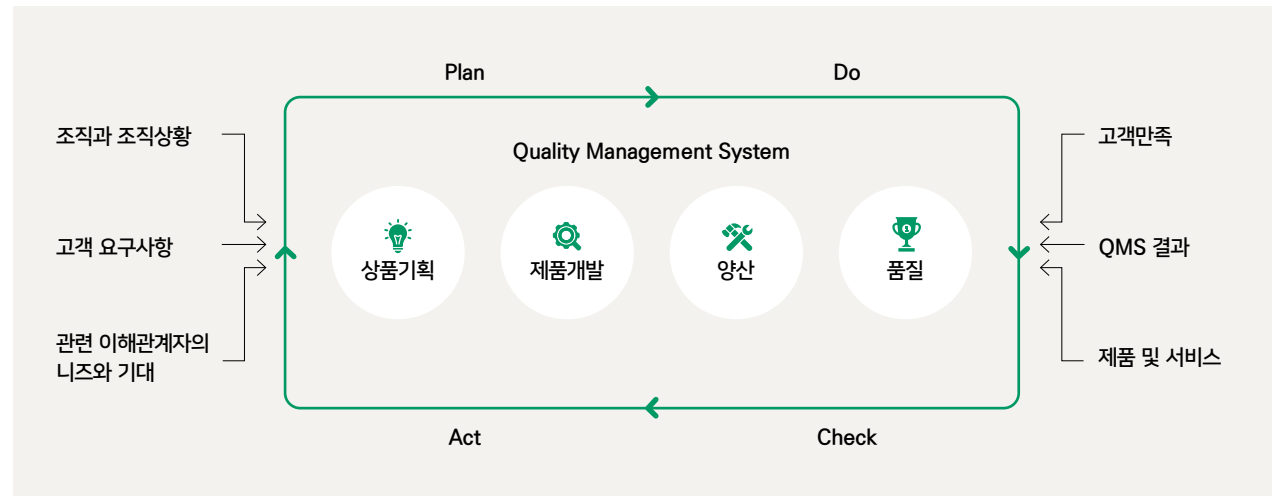 Plan
Do
조직과 조직상황
고객 요구사항
관련 이해관계자의
니즈와 기대
Quality Management System
상품기획
제품개발
양산
품질
고객만족
QMS 결과
제품 및 서비스
Act
Check